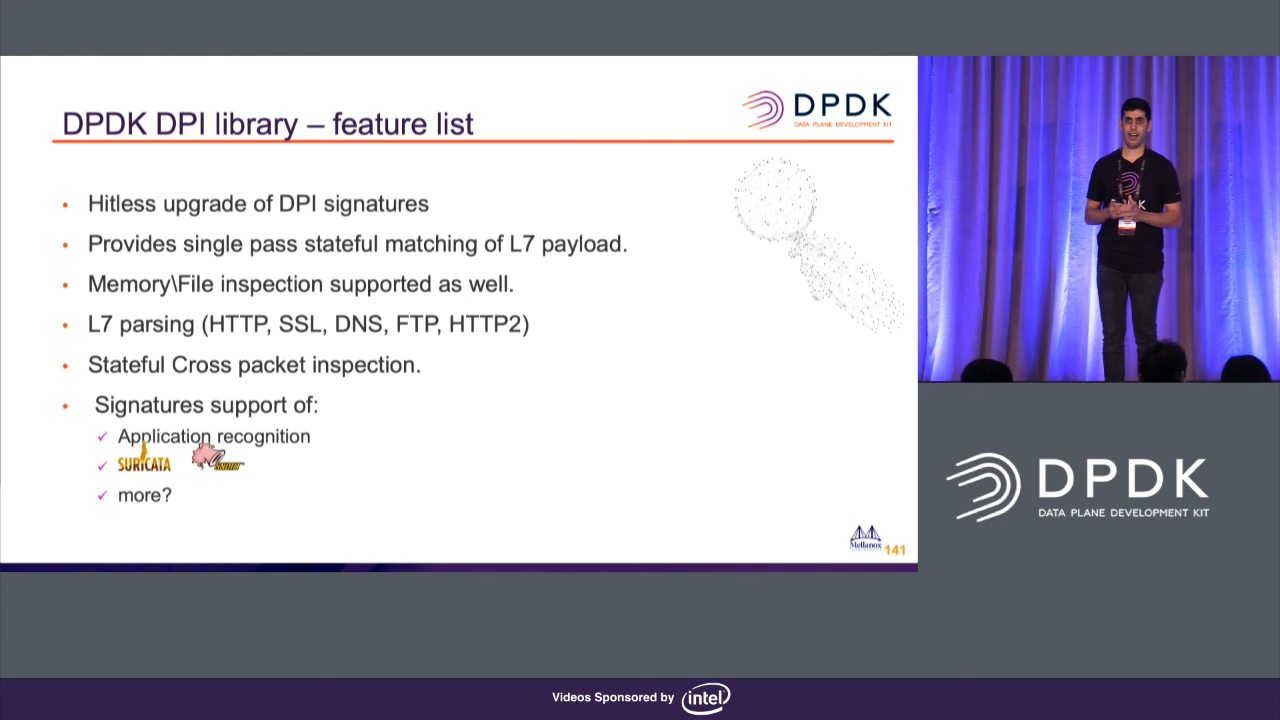 DPDK DPI library – feature list
DPDK
DATA PLANE DEVELOPMENT KIT
• Hitless upgrade of DPI signatures
• Provides single pass stateful matching of L7 payload.
• Memory\File inspection supported as well.
• L7 parsing (HTTP, SSL, DNS, FTP, HTTP2)
• Stateful Cross packet inspection.
• Signatures support of:
✓ Application recognition
✓ SURICATA
✓ more?
Mellanox
141
DPDK
DATA PLANE DEVELOPMENT KIT
Videos Sponsored by intel